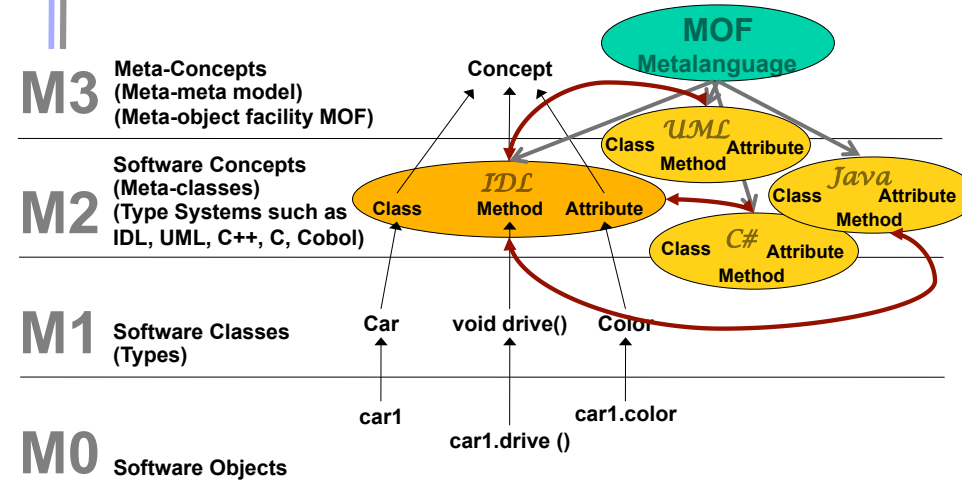 MOF
Metalanguage
M3
Meta-Concepts
(Meta-meta model)
(Meta-object facility MOF)
Concept
UML
Class
Attribute
Method
M2
Software Concepts
(Meta-classes)
(Type Systems such as
IDL, UML, C++, C, Cobol)
IDL
Class
Method
Attribute
Java
Class
Attribute
Method
C#
Class
Attribute
Method
M1
Software Classes
(Types)
Car
void drive()
Color
M0
Software Objects
car1
car1.drive ()
car1.color